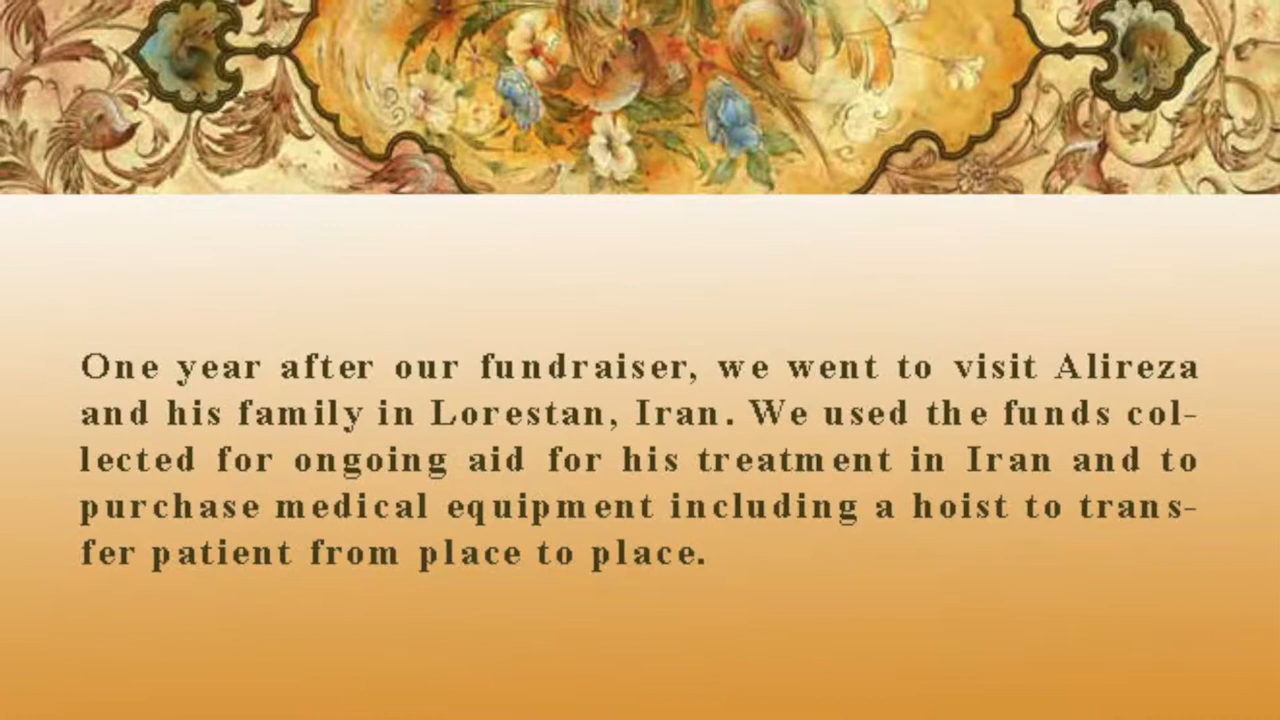 One year after our fundraiser, we went to visit Alireza
and his family in Lorestan, Iran. We used the funds col-
lected for ongoing aid for his treatment in Iran and to
purchase medical equipment including a hoist to trans-
fer patient from place to place.